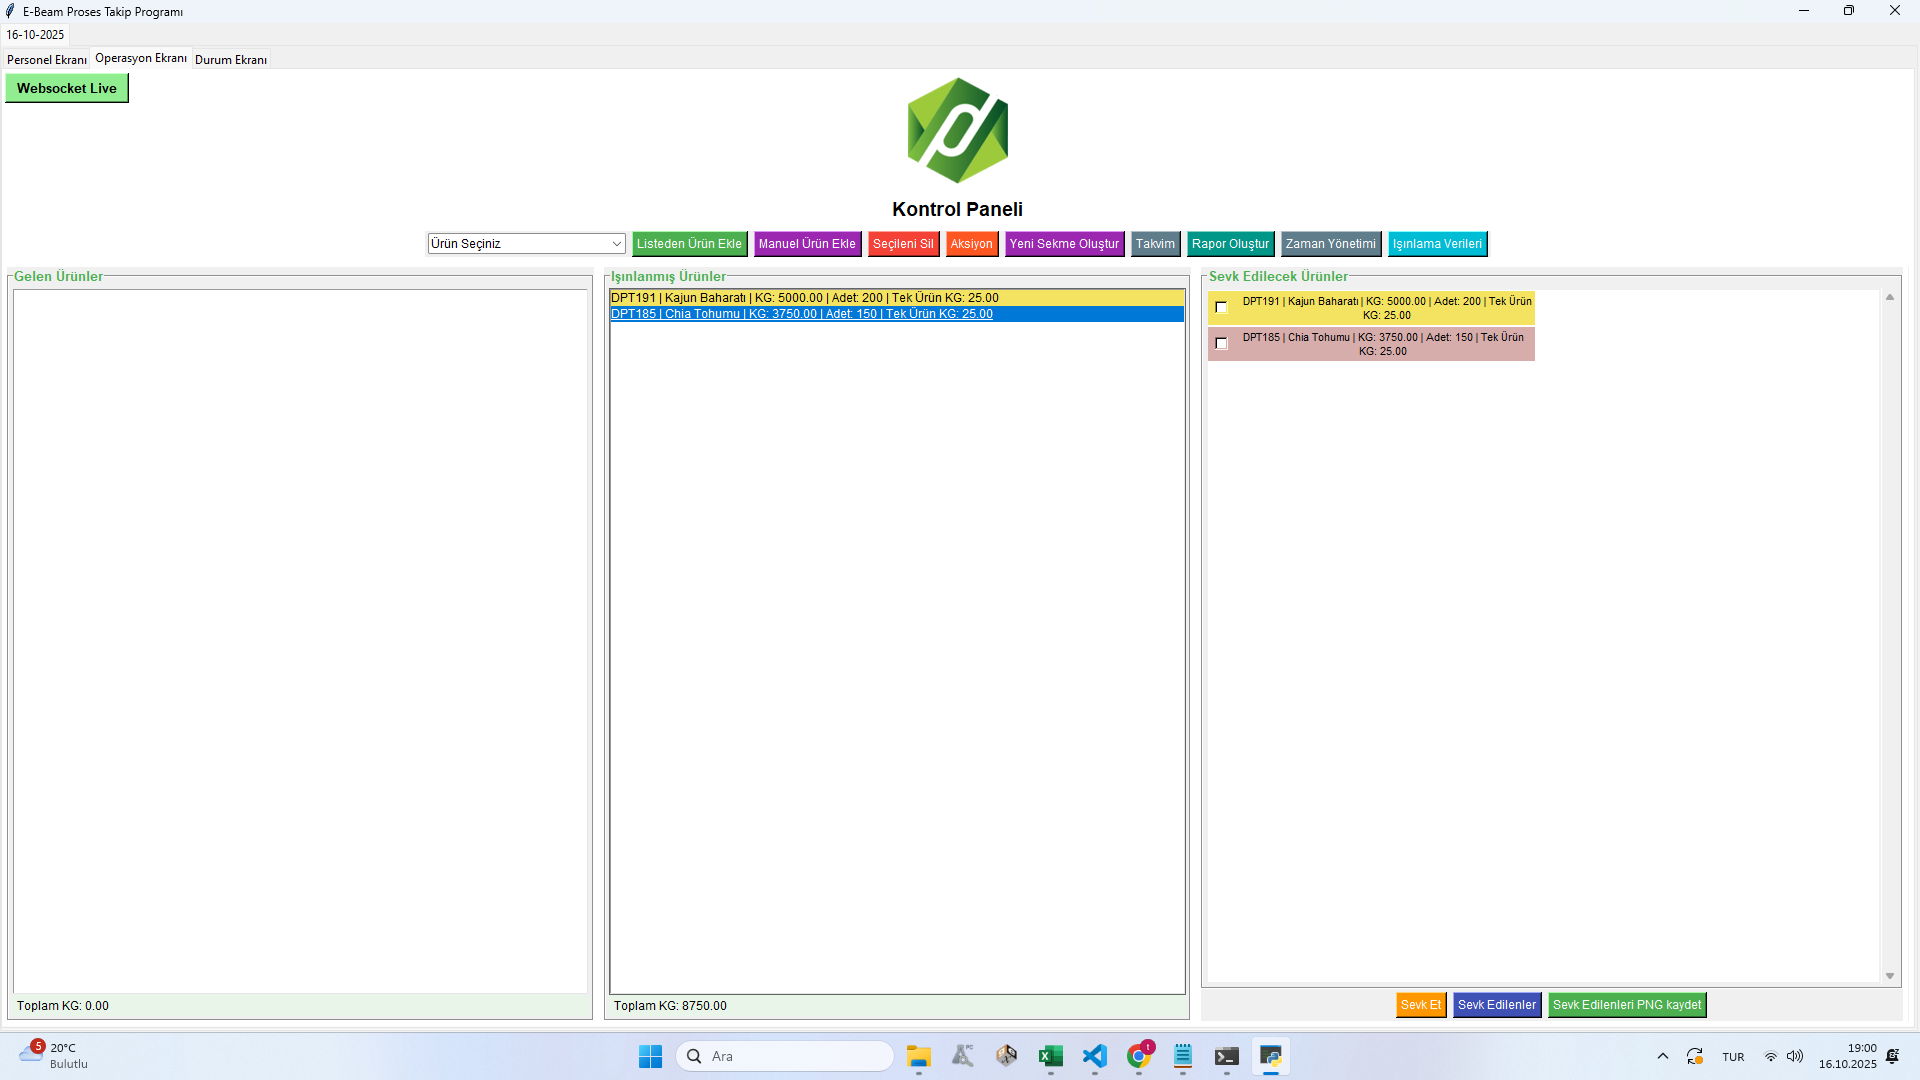 E-Beam Proses Takip Programı
16-10-2025
Personel Ekranı
Operasyon Ekranı
Durum Ekranı
Websocket Live
Kontrol Paneli
Ürün Seçiniz
Listeden Ürün Ekle
Manuel Ürün Ekle
Seçileni Sil
Aksiyon
Yeni Sekme Oluştur
Takvim
Rapor Oluştur
Zaman Yönetimi
Işınlama Verileri
Gelen Ürünler
Toplam KG: 0.00
Işınlanmış Ürünler
DPT191 | Kajun Baharatı | KG: 5000.00 | Adet: 200 | Tek Ürün KG: 25.00
DPT185 | Chia Tohumu | KG: 3750.00 | Adet: 150 | Tek Ürün KG: 25.00
Toplam KG: 8750.00
Sevk Edilecek Ürünler
DPT191 | Kajun Baharatı | KG: 5000.00 | Adet: 200 | Tek Ürün
KG: 25.00
DPT185 | Chia Tohumu | KG: 3750.00 | Adet: 150 | Tek Ürün
KG: 25.00
Sevk Et
Sevk Edilenler
Sevk Edilenleri PNG kaydet
5
20°C
Bulutlu
Ara
PC
t
TUR
19:00
16.10.2025